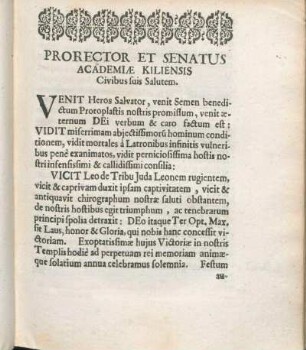 PRORECTOR ET SENATUS
ACADEMIÆ KILIENSIS
Civibus suis Salutem.
VENIT Heros Salvator, venit Semen bene-
dictum Protoplastis nostris promissum, venit æ-
ternum DEi verbum & caro factum est:
VIDIT miserrimam abjectissimorũ hominum conditi-
onem, vidit mortales á Latronibus infinitis vulneri-
bus penè exanimatos, vidit perniciosissima hostis no-
stri infensissimi & callidissimi consilia:
VICIT Leo de Tribu Juda Leonem rugientem,
vicit & captivam duxit ipsam captivitatem, vicit &
antiquavit chirographum nostræ saluti obstantem,
de nostris hostibus egit triumphum, ac tenebrarum
principi spolia detraxit: DEo itaque Ter Opt. Max.
sit Laus, honor & Gloria, qui nobis hanc concessit vi-
ctoriam. Exoptatissimæ hujus Victoriæ in nostris
Templis hodiè ad perpetuam rei memoriam animæ-
que solatium annua celebramus solemnia. Festum
au-